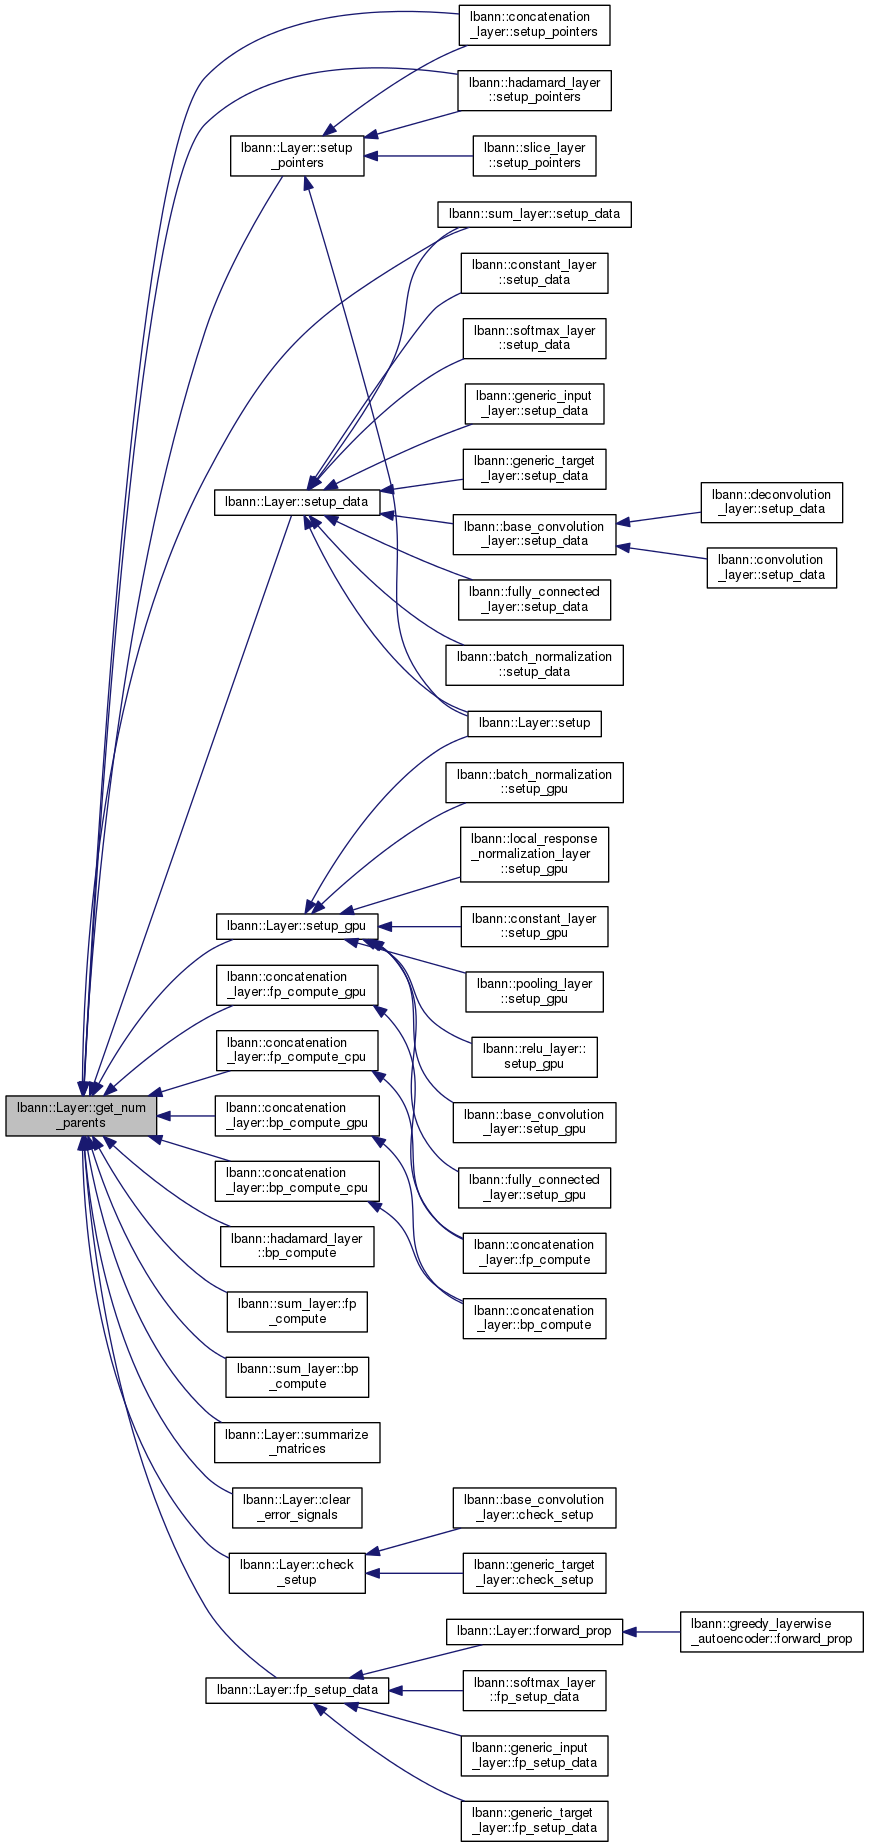 lbann::concatenation
_layer::setup_pointers
lbann::hadamard_layer
::setup_pointers
lbann::Layer::setup
_pointers
lbann::slice_layer
::setup_pointers
lbann::sum_layer::setup_data
lbann::constant_layer
::setup_data
lbann::softmax_layer
::setup_data
lbann::generic_input
_layer::setup_data
lbann::generic_target
_layer::setup_data
lbann::Layer::setup_data
lbann::base_convolution
_layer::setup_data
lbann::deconvolution
_layer::setup_data
lbann::convolution
_layer::setup_data
lbann::fully_connected
_layer::setup_data
lbann::batch_normalization
::setup_data
lbann::Layer::setup
lbann::batch_normalization
::setup_gpu
lbann::local_response
_normalization_layer
::setup_gpu
lbann::Layer::setup_gpu
lbann::constant_layer
::setup_gpu
lbann::concatenation
_layer::fp_compute_gpu
lbann::pooling_layer
::setup_gpu
lbann::concatenation
_layer::fp_compute_cpu
lbann::relu_layer::
setup_gpu
lbann::Layer::get_num
_parents
lbann::concatenation
_layer::bp_compute_gpu
lbann::base_convolution
_layer::setup_gpu
lbann::concatenation
_layer::bp_compute_cpu
lbann::fully_connected
_layer::setup_gpu
lbann::hadamard_layer
::bp_compute
lbann::concatenation
_layer::fp_compute
lbann::sum_layer::fp
_compute
lbann::concatenation
_layer::bp_compute
lbann::sum_layer::bp
_compute
lbann::Layer::summarize
_matrices
lbann::Layer::clear
_error_signals
lbann::base_convolution
_layer::check_setup
lbann::Layer::check
_setup
lbann::generic_target
_layer::check_setup
lbann::Layer::forward_prop
lbann::greedy_layerwise
_autoencoder::forward_prop
lbann::Layer::fp_setup_data
lbann::softmax_layer
::fp_setup_data
lbann::generic_input
_layer::fp_setup_data
lbann::generic_target
_layer::fp_setup_data